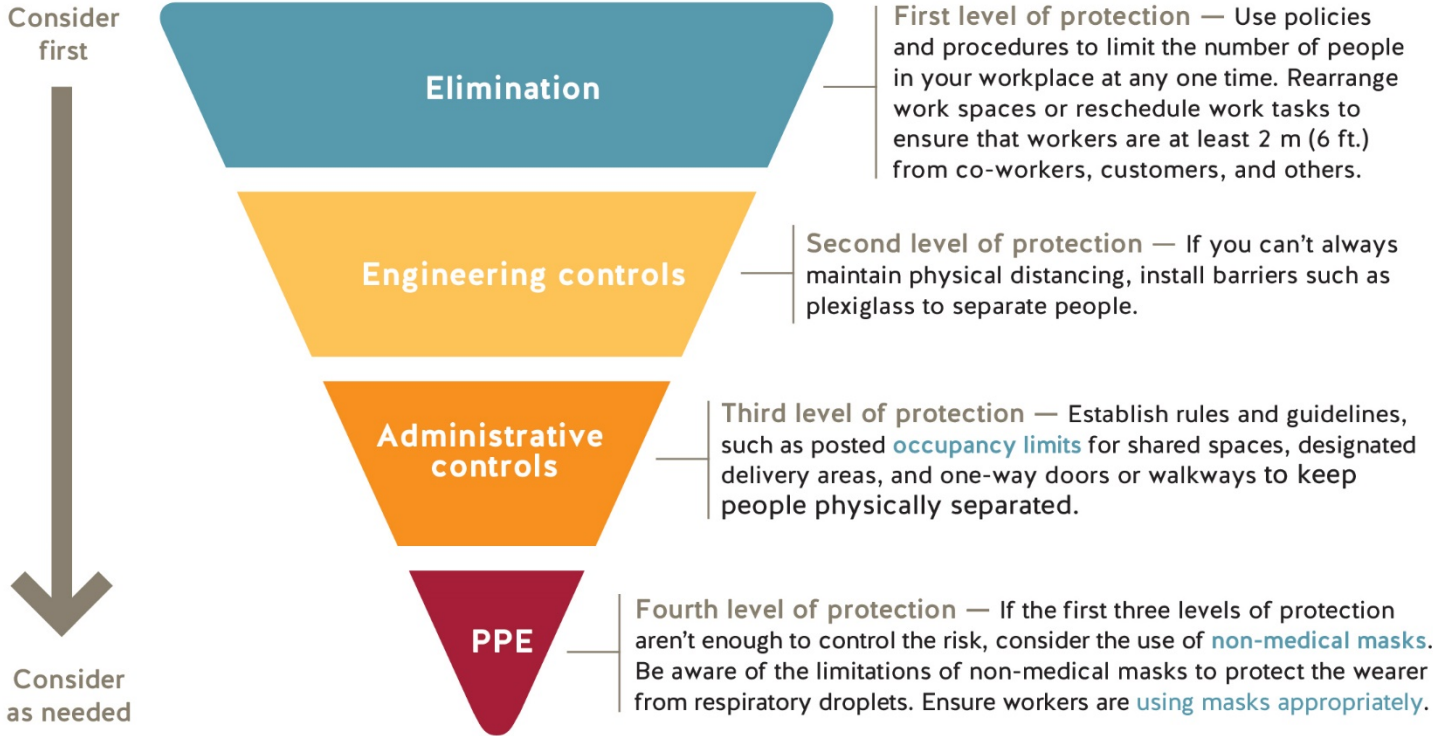 Consider
first
Elimination
First level of protection — Use policies
and procedures to limit the number of people
in your workplace at any one time. Rearrange
work spaces or reschedule work tasks to
ensure that workers are at least 2 m (6 ft.)
from co-workers, customers, and others.
Engineering controls
Second level of protection — If you can’t always
maintain physical distancing, install barriers such as
plexiglass to separate people.
Administrative
controls
Third level of protection — Establish rules and guidelines,
such as posted occupancy limits for shared spaces, designated
delivery areas, and one-way doors or walkways to keep
people physically separated.
PPE
Fourth level of protection — If the first three levels of protection
aren’t enough to control the risk, consider the use of non-medical masks.
Be aware of the limitations of non-medical masks to protect the wearer
from respiratory droplets. Ensure workers are using masks appropriately.
Consider
as needed